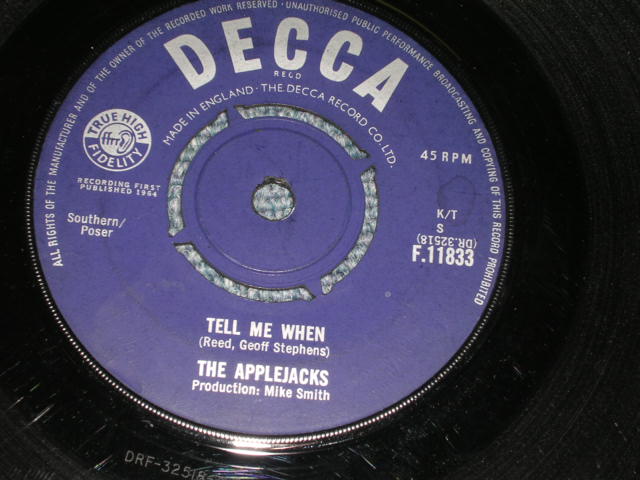 ALL RIGHTS OF THE MANUFACTURER AND OF THE OWNER OF THE RECORDED WORK RESERVED · UNAUTHORISED PUBLIC PERFORMANCE BROADCASTING AND COPYING OF THIS RECORD PROHIBITED
DECCA
REGD
MADE IN ENGLAND · THE DECCA RECORD CO. LTD.
TRUE HIGH
ffrr
FIDELITY
45 RPM
RECORDING FIRST
PUBLISHED 1964
Southern/
Poser
K/T
S
(DR.32518)
F.11833
TELL ME WHEN
(Reed, Geoff Stephens)
THE APPLEJACKS
Production: Mike Smith
DRF-32518